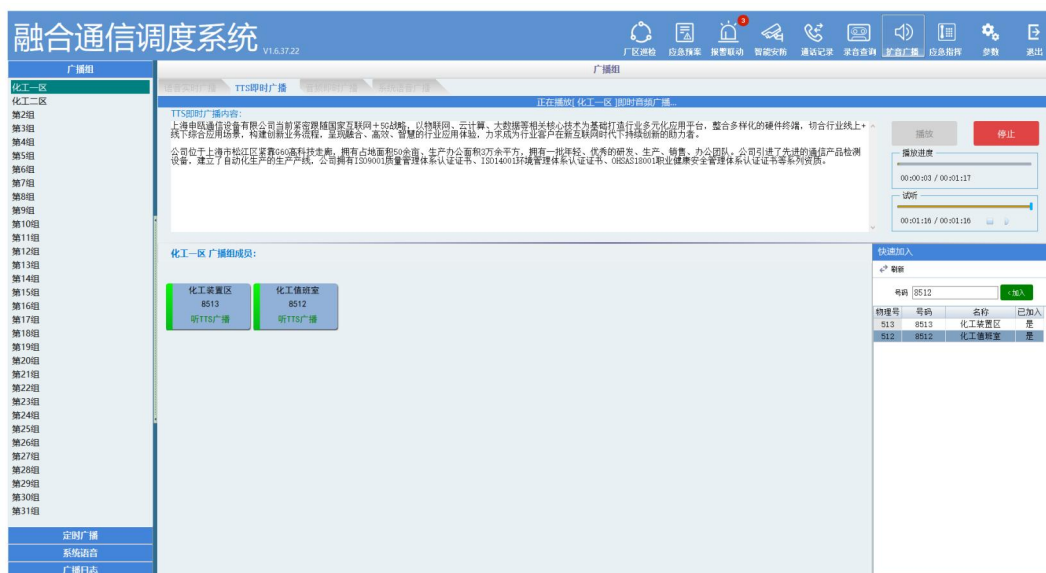 融合通信调度系统 V1.6.37.22
3
厂区巡检 应急预案 报警联动 智能安防 通话记录 录音查询 扩音广播 应急指挥 参数 退出
广播组
广播组
TTS即时广播
正在播放[ 化工一区 ]即时音频广播...
化工一区
化工二区
第2组
第3组
第4组
第5组
第6组
第7组
第8组
第9组
第10组
第11组
第12组
第13组
第14组
第15组
第16组
第17组
第18组
第19组
第20组
第21组
第22组
第23组
第24组
第25组
第26组
第27组
第28组
第29组
第30组
第31组
定时广播
系统语音
广播日志
TTS即时广播内容:
上海申瓯通信设备有限公司当前紧密跟随国家互联网+5G战略，以物联网、云计算、大数据等相关核心技术为基础打造行业多元化应用平台，整合多样化的硬件终端，切合行业线上+
线下综合应用场景，构建创新业务流程，呈现融合、高效、智慧的行业应用体验，力求成为行业客户在新互联网时代下持续创新的助力者。
公司位于上海市松江区紧靠G60高科技走廊，拥有占地面积50余亩，生产办公面积3万余平方，拥有一批年轻、优秀的研发、生产、销售、办公团队。公司引进了先进的通信产品检测
设备，建立了自动化生产的生产产线，公司拥有ISO9001质量管理体系认证证书、ISO14001环境管理体系认证证书、OHSAS18001职业健康安全管理体系认证证书等系列资质。
播放 停止
播放进度
00:00:03 / 00:01:17
试听
00:01:16 / 00:01:16
化工一区 广播组成员:
化工装置区
8513
听TTS广播
化工值班室
8512
听TTS广播
快速加入
刷新
号码 8512 <加入
物理号 号码 名称 已加入
513 8513 化工装置区 是
512 8512 化工值班室 是